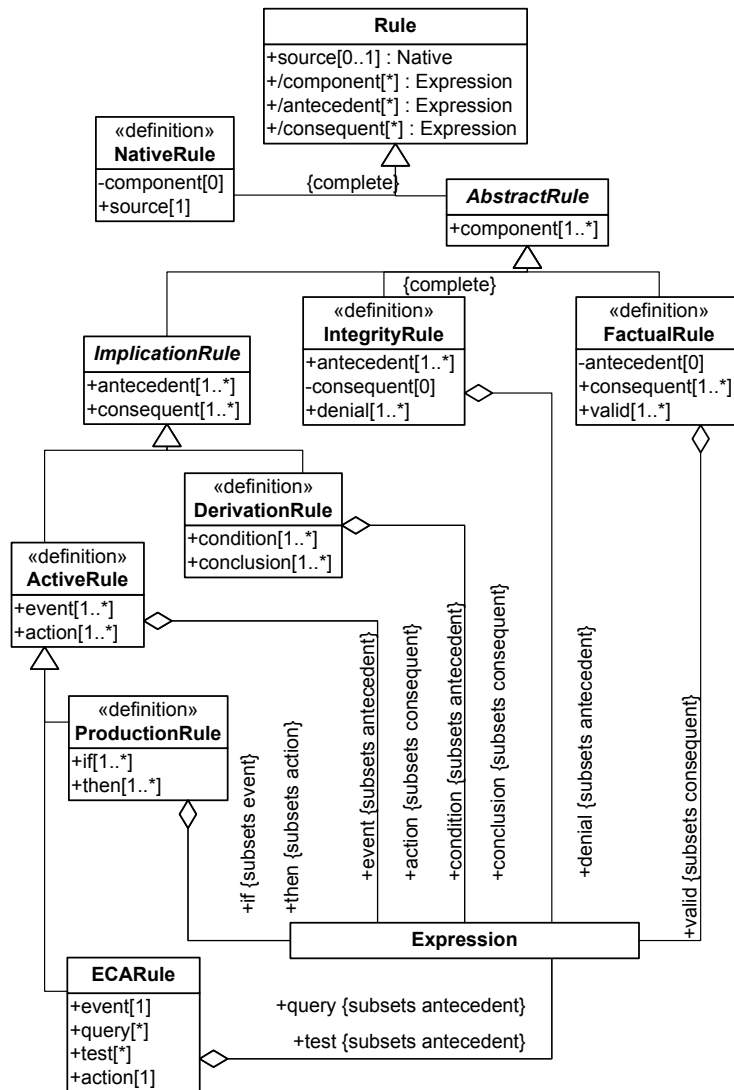 Rule
+source[0..1] : Native
+/component[*] : Expression
+/antecedent[*] : Expression
+/consequent[*] : Expression
«definition»
NativeRule
-component[0]
+source[1]
{complete}
AbstractRule
+component[1..*]
{complete}
ImplicationRule
+antecedent[1..*]
+consequent[1..*]
«definition»
IntegrityRule
+antecedent[1..*]
-consequent[0]
+denial[1..*]
«definition»
FactualRule
-antecedent[0]
+consequent[1..*]
+valid[1..*]
«definition»
DerivationRule
+condition[1..*]
+conclusion[1..*]
«definition»
ActiveRule
+event[1..*]
+action[1..*]
«definition»
ProductionRule
+if[1..*]
+then[1..*]
+if {subsets event}
+then {subsets action}
+event {subsets antecedent}
+action {subsets consequent}
+condition {subsets antecedent}
+conclusion {subsets consequent}
+denial {subsets antecedent}
+valid {subsets consequent}
Expression
ECARule
+event[1]
+query[*]
+test[*]
+action[1]
+query {subsets antecedent}
+test {subsets antecedent}